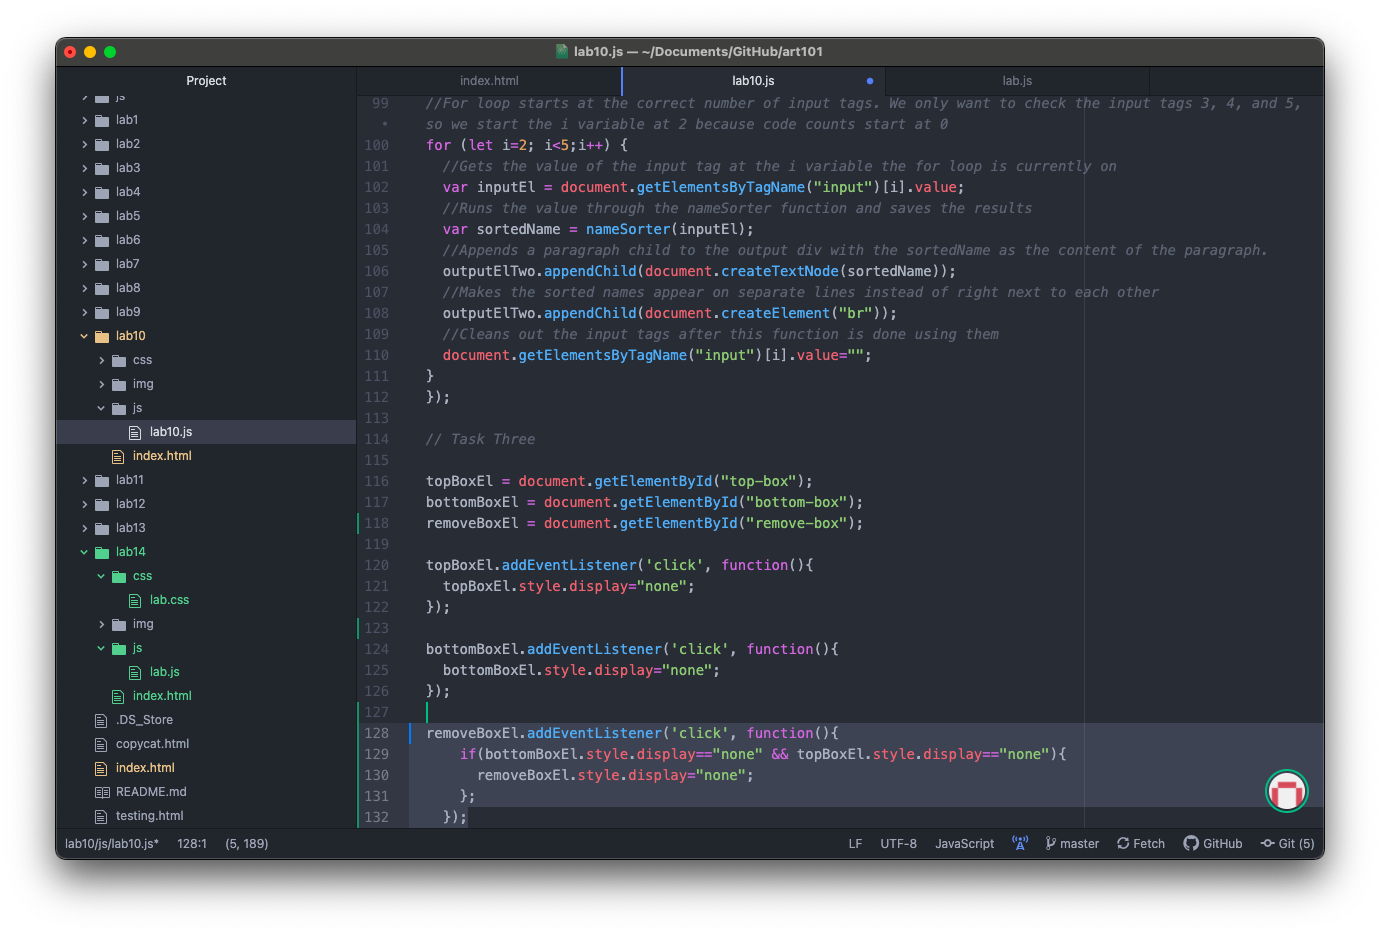 lab10.js — ~/Documents/GitHub/art101
Project
index.html
lab10.js
lab.js
js
lab1
lab2
lab3
lab4
lab5
lab6
lab7
lab8
lab9
lab10
css
img
js
lab10.js
index.html
lab11
lab12
lab13
lab14
css
lab.css
img
js
lab.js
index.html
.DS_Store
copycat.html
index.html
README.md
testing.html
99 //For loop starts at the correct number of input tags. We only want to check the input tags 3, 4, and 5,
• so we start the i variable at 2 because code counts start at 0
100 for (let i=2; i<5;i++) {
101 //Gets the value of the input tag at the i variable the for loop is currently on
102 var inputEl = document.getElementsByTagName("input")[i].value;
103 //Runs the value through the nameSorter function and saves the results
104 var sortedName = nameSorter(inputEl);
105 //Appends a paragraph child to the output div with the sortedName as the content of the paragraph.
106 outputElTwo.appendChild(document.createTextNode(sortedName));
107 //Makes the sorted names appear on separate lines instead of right next to each other
108 outputElTwo.appendChild(document.createElement("br"));
109 //Cleans out the input tags after this function is done using them
110 document.getElementsByTagName("input")[i].value="";
111 }
112 });
113
114 // Task Three
115
116 topBoxEl = document.getElementById("top-box");
117 bottomBoxEl = document.getElementById("bottom-box");
118 removeBoxEl = document.getElementById("remove-box");
119
120 topBoxEl.addEventListener('click', function(){
121 topBoxEl.style.display="none";
122 });
123
124 bottomBoxEl.addEventListener('click', function(){
125 bottomBoxEl.style.display="none";
126 });
127
128 removeBoxEl.addEventListener('click', function(){
129 if(bottomBoxEl.style.display=="none" && topBoxEl.style.display=="none"){
130 removeBoxEl.style.display="none";
131 };
132 });
lab10/js/lab10.js* 128:1 (5, 189) LF UTF-8 JavaScript master Fetch GitHub Git (5)